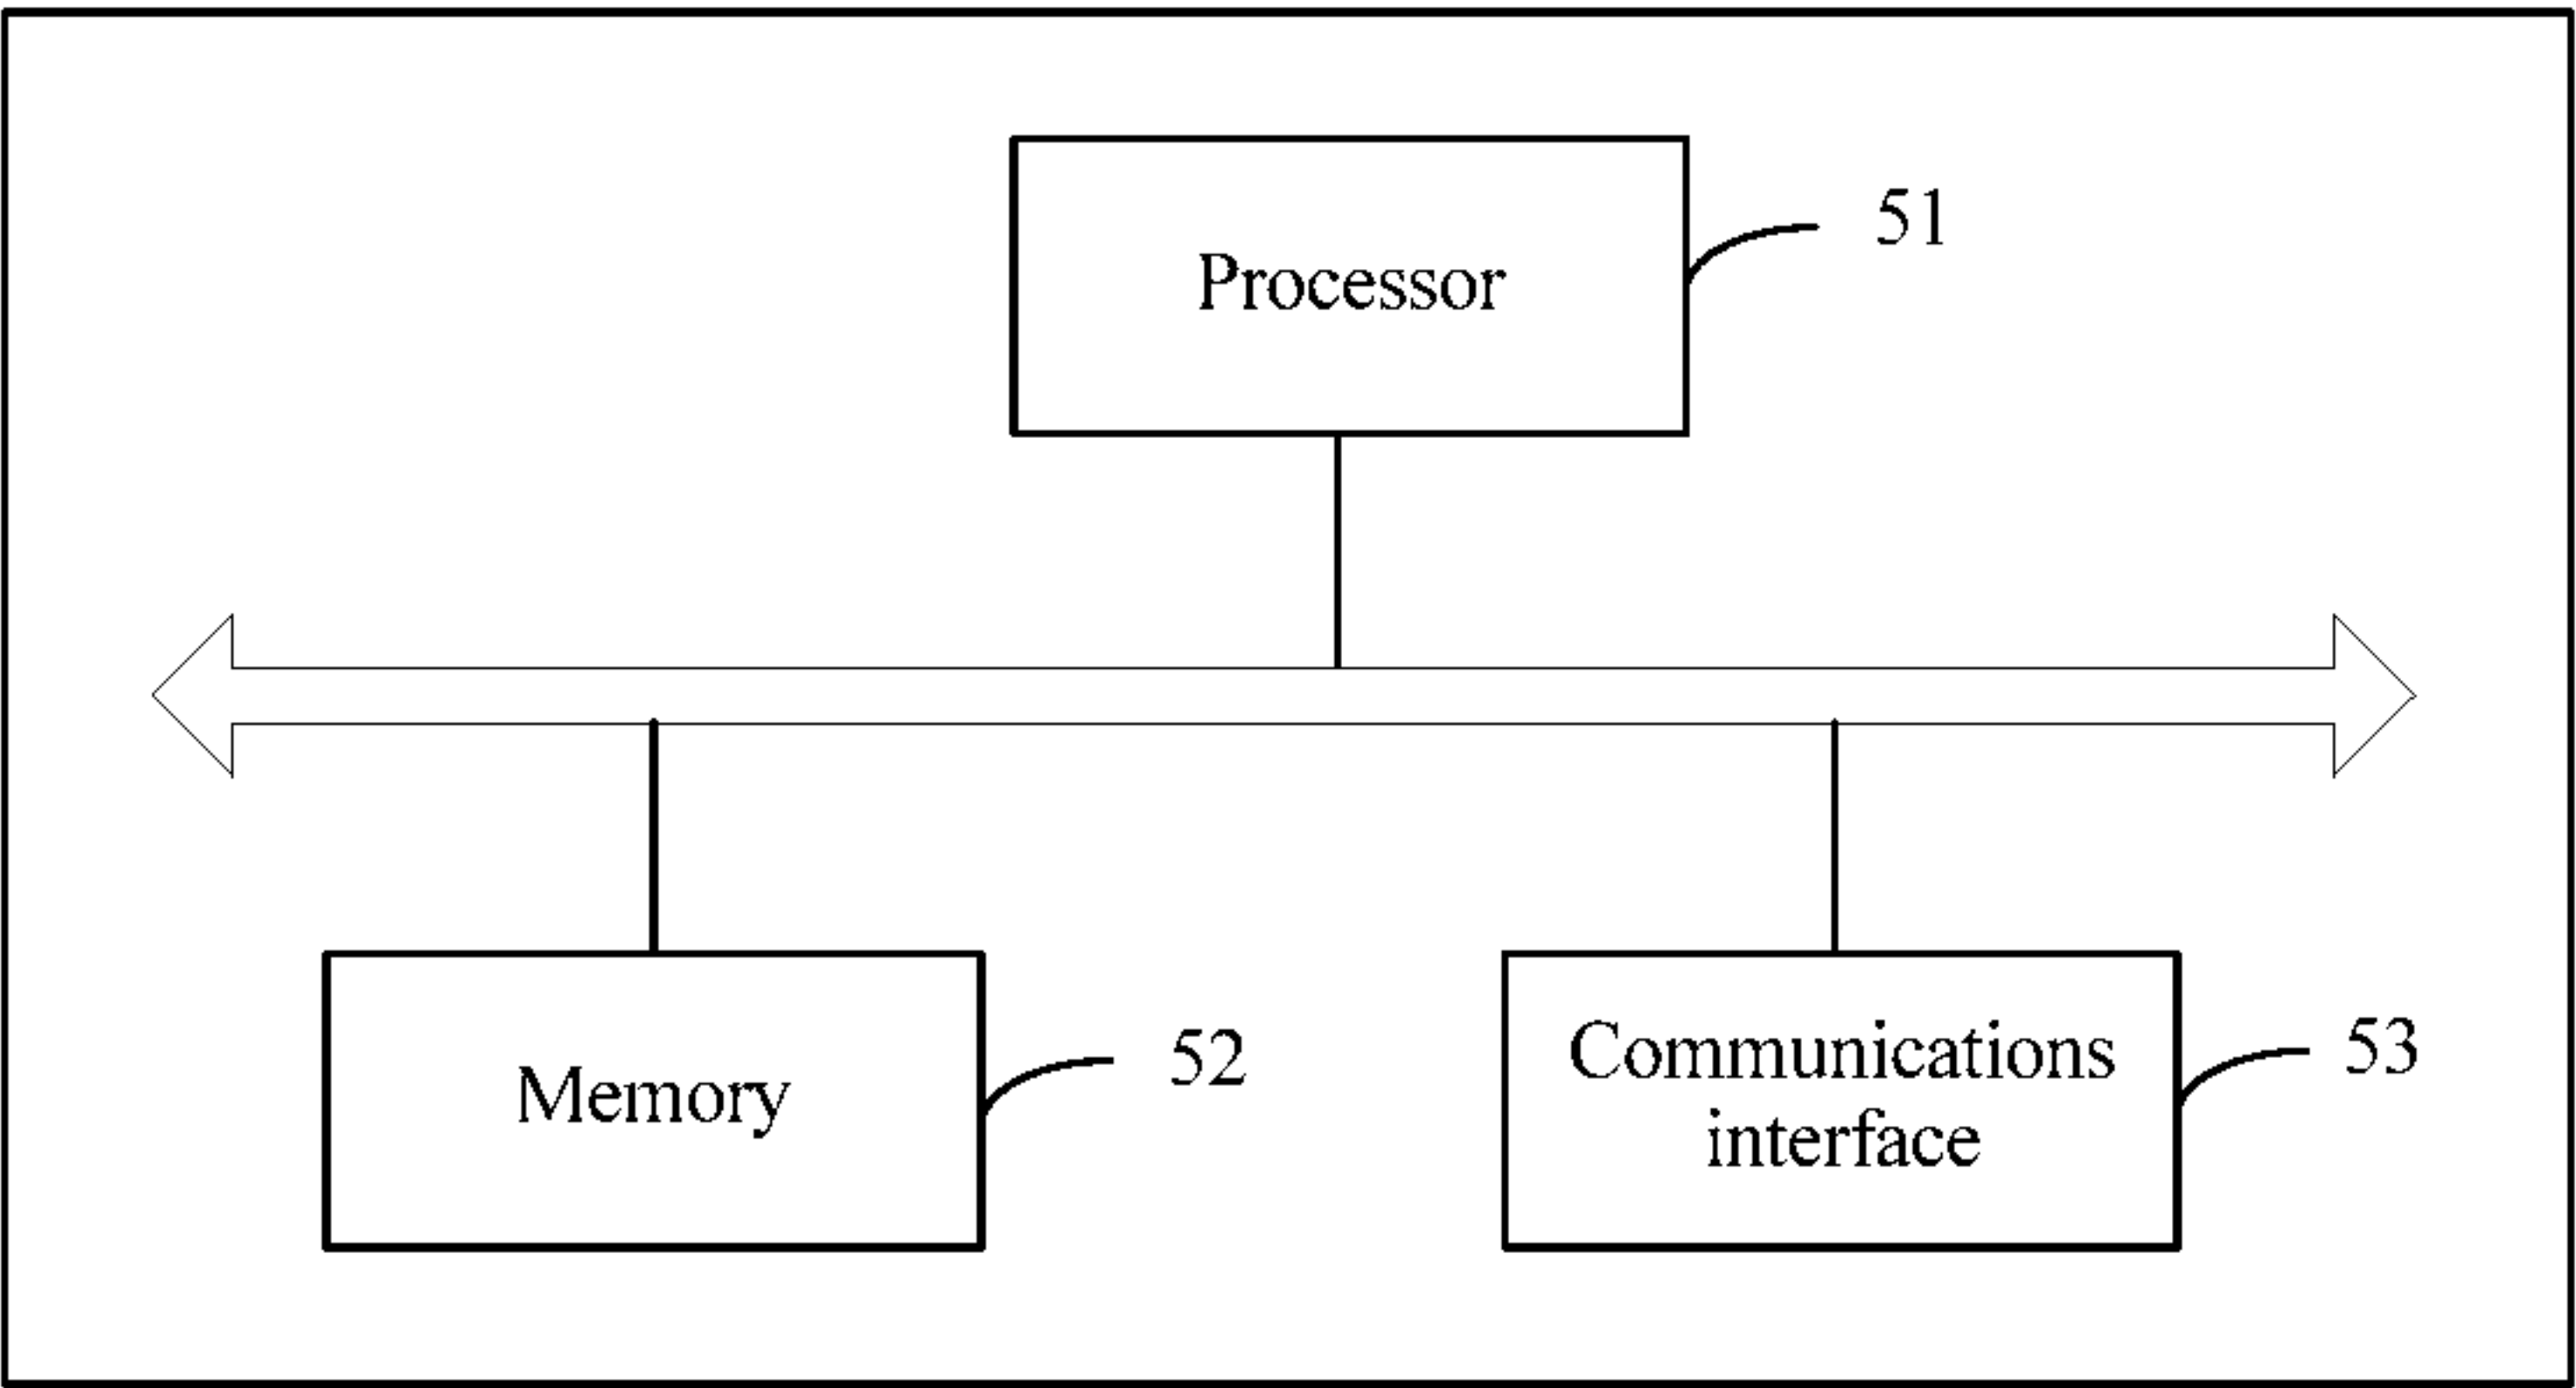 Processor
51
Memory
52
Communications
interface
53